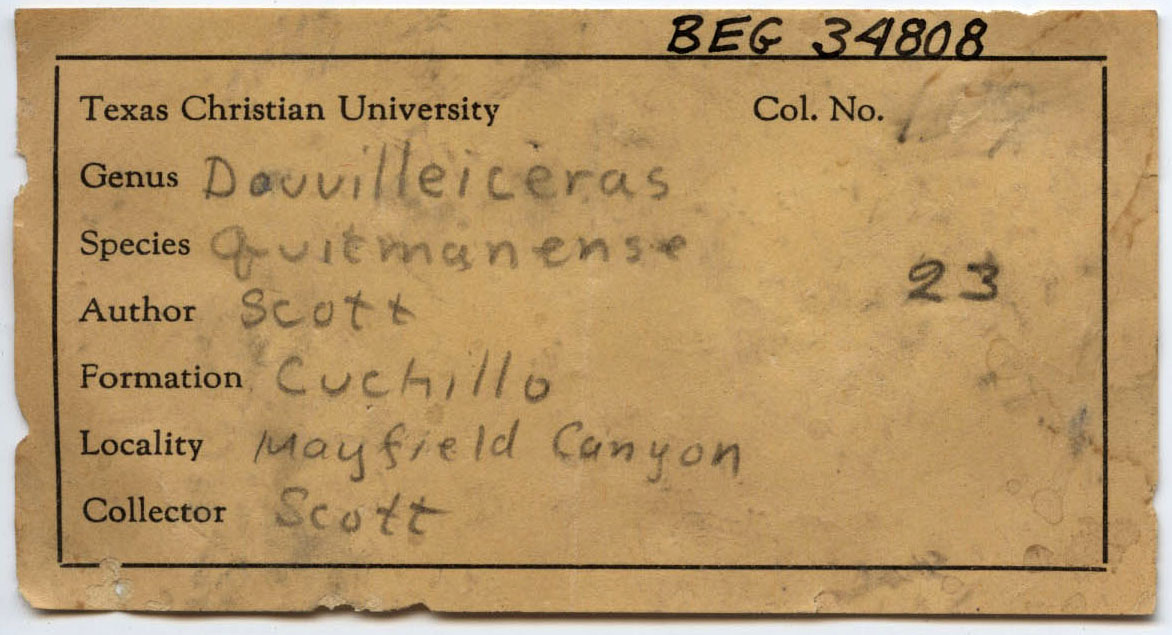 BEG 34808
Texas Christian University Col. No.
Genus Douvilleiceras
Species Quitmanense
23
Author Scott
Formation Cuchillo
Locality Mayfield Canyon
Collector Scott